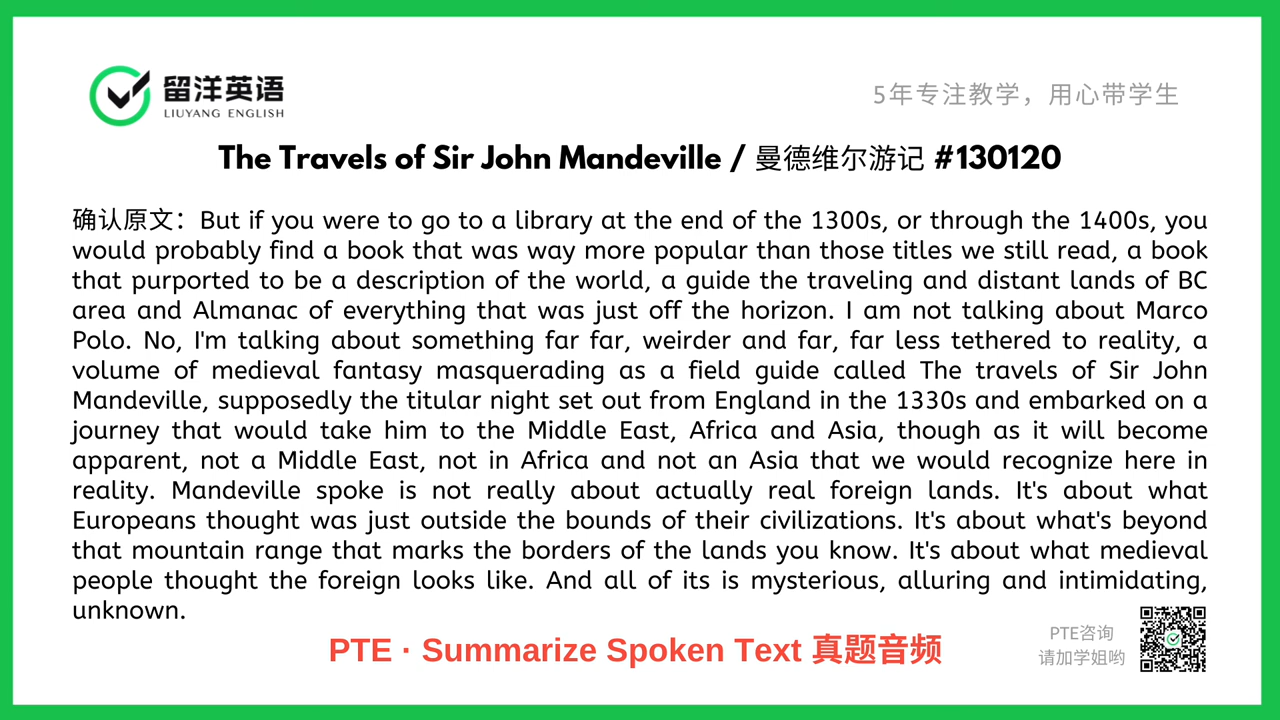 留洋英语
LIUYANG ENGLISH
5年专注教学，用心带学生
The Travels of Sir John Mandeville / 曼德维尔游记 #130120
确认原文：But if you were to go to a library at the end of the 1300s, or through the 1400s, you
would probably find a book that was way more popular than those titles we still read, a book
that purported to be a description of the world, a guide the traveling and distant lands of BC
area and Almanac of everything that was just off the horizon. I am not talking about Marco
Polo. No, I'm talking about something far far, weirder and far, far less tethered to reality, a
volume of medieval fantasy masquerading as a field guide called The travels of Sir John
Mandeville, supposedly the titular night set out from England in the 1330s and embarked on a
journey that would take him to the Middle East, Africa and Asia, though as it will become
apparent, not a Middle East, not in Africa and not an Asia that we would recognize here in
reality. Mandeville spoke is not really about actually real foreign lands. It's about what
Europeans thought was just outside the bounds of their civilizations. It's about what's beyond
that mountain range that marks the borders of the lands you know. It's about what medieval
people thought the foreign looks like. And all of its is mysterious, alluring and intimidating,
unknown.
PTE · Summarize Spoken Text 真题音频
PTE咨询
请加学姐哟